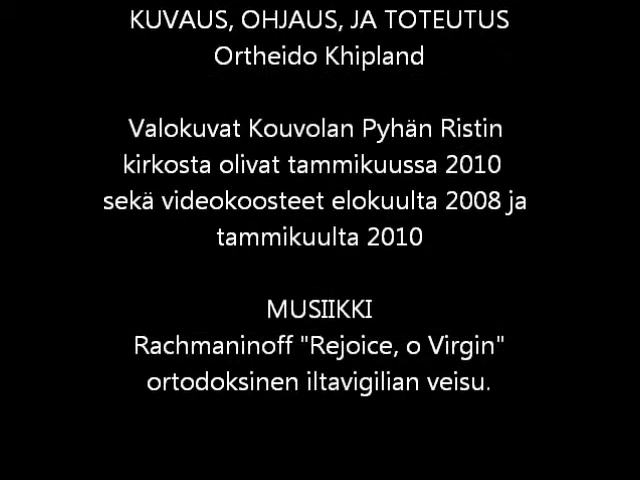 KUVAUS, OHJAUS, JA TOTEUTUS
Ortheido Khipland
Valokuvat Kouvolan Pyhän Ristin
kirkosta olivat tammikuussa 2010
sekä videokoosteet elokuulta 2008 ja
tammikuulta 2010
MUSIIKKI
Rachmaninoff "Rejoice, o Virgin"
ortodoksinen iltavigilian veisu.